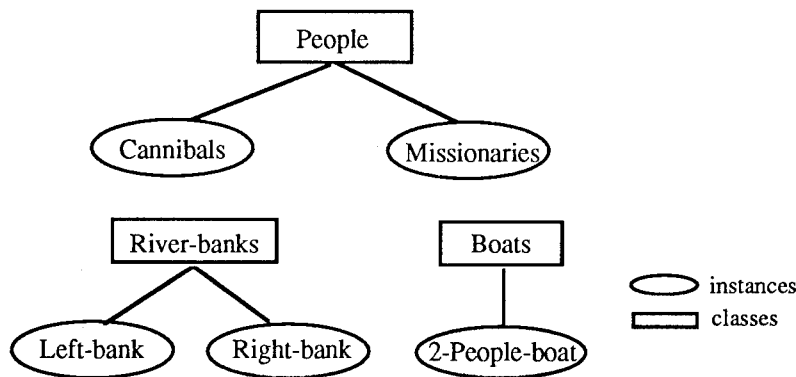 People
Cannibals
Missionaries
River-banks
Boats
instances
classes
Left-bank
Right-bank
2-People-boat